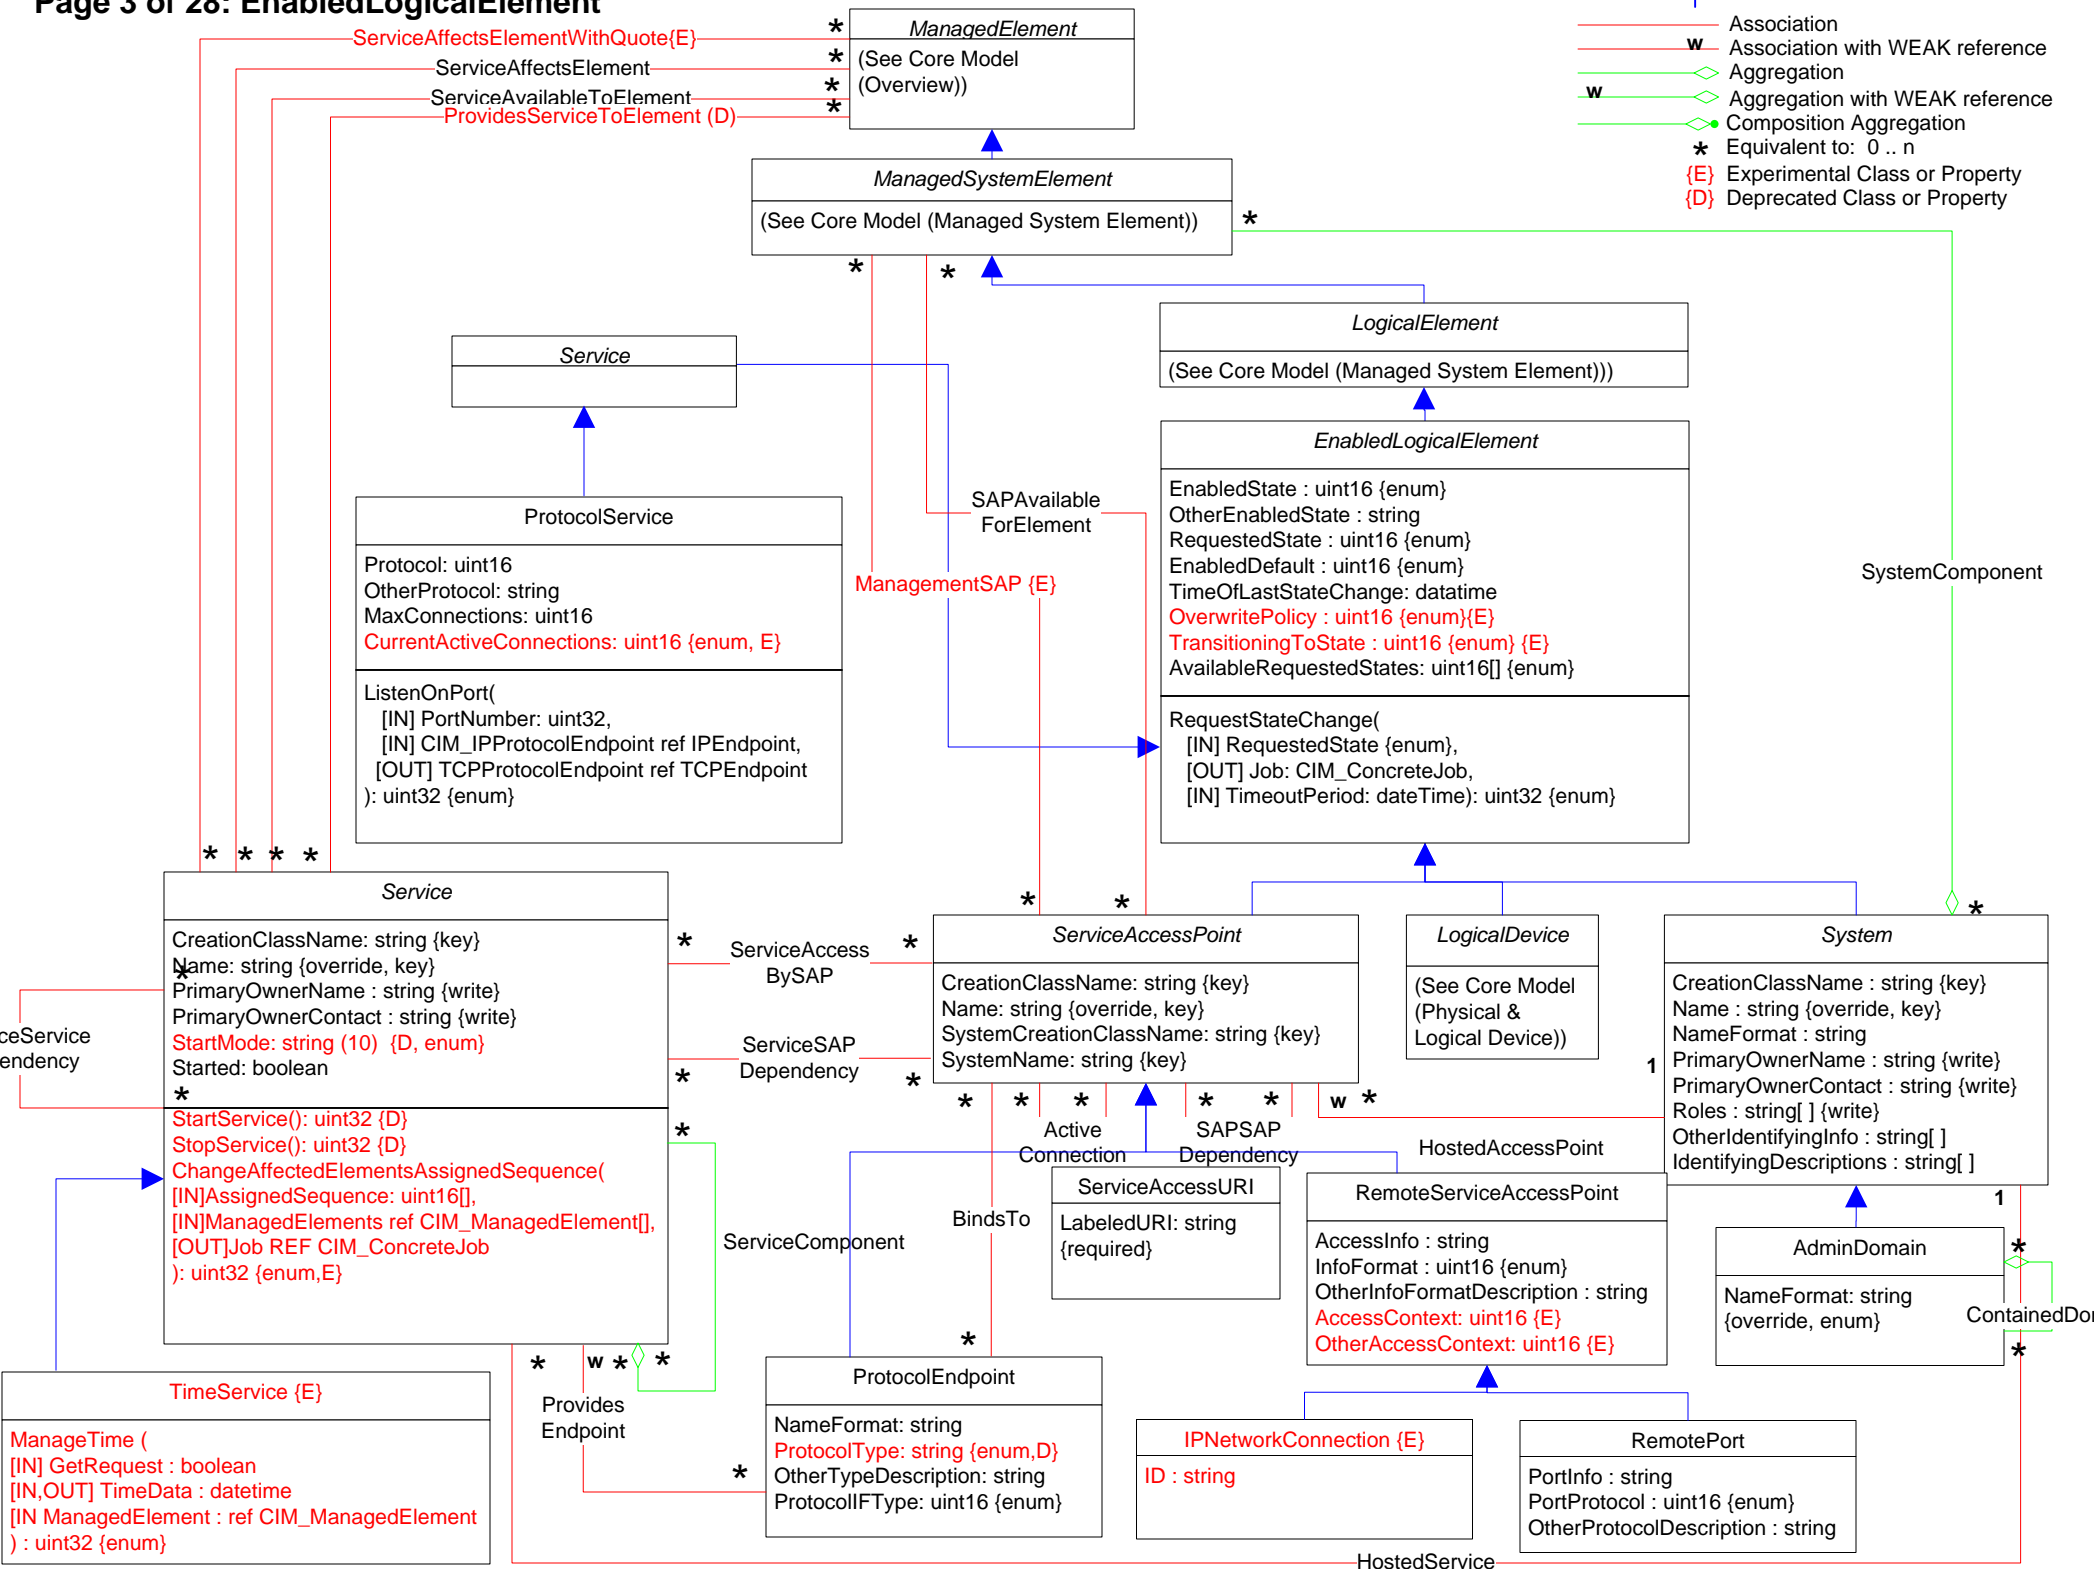 Page 3 of 28: EnabledLogicalElement
Association
w
Association with WEAK reference
Aggregation
w
Aggregation with WEAK reference
Composition Aggregation
* Equivalent to: 0 .. n
{E} Experimental Class or Property
{D} Deprecated Class or Property
ServiceAffectsElementWithQuote{E}
*
ServiceAffectsElement
*
ServiceAvailableToElement
*
ProvidesServiceToElement (D)
*
ManagedElement
(See Core Model
(Overview))
ManagedSystemElement
(See Core Model (Managed System Element))
*
*
*
LogicalElement
(See Core Model (Managed System Element)))
Service
EnabledLogicalElement
EnabledState : uint16 {enum}
OtherEnabledState : string
RequestedState : uint16 {enum}
EnabledDefault : uint16 {enum}
TimeOfLastStateChange: datatime
OverwritePolicy : uint16 {enum}{E}
TransitioningToState : uint16 {enum} {E}
AvailableRequestedStates: uint16[] {enum}
RequestStateChange(
[IN] RequestedState {enum},
[OUT] Job: CIM_ConcreteJob,
[IN] TimeoutPeriod: dateTime): uint32 {enum}
ProtocolService
Protocol: uint16
OtherProtocol: string
MaxConnections: uint16
CurrentActiveConnections: uint16 {enum, E}
ListenOnPort(
[IN] PortNumber: uint32,
[IN] CIM_IPProtocolEndpoint ref IPEndpoint,
[OUT] TCPProtocolEndpoint ref TCPEndpoint
): uint32 {enum}
SAPAvailable
ForElement
ManagementSAP {E}
SystemComponent
* * * *
* *
*
Service
CreationClassName: string {key}
Name: string {override, key}
*
PrimaryOwnerName : string {write}
PrimaryOwnerContact : string {write}
StartMode: string (10) {D, enum}
Started: boolean
*
StartService(): uint32 {D}
StopService(): uint32 {D}
ChangeAffectedElementsAssignedSequence(
[IN]AssignedSequence: uint16[],
[IN]ManagedElements ref CIM_ManagedElement[],
[OUT]Job REF CIM_ConcreteJob
): uint32 {enum,E}
ceService
endency
* *
ServiceAccess
BySAP
ServiceSAP
Dependency
* *
*
ServiceComponent
ServiceAccessPoint
CreationClassName: string {key}
Name: string {override, key}
SystemCreationClassName: string {key}
SystemName: string {key}
LogicalDevice
(See Core Model
(Physical &
Logical Device))
System
CreationClassName : string {key}
Name : string {override, key}
NameFormat : string
PrimaryOwnerName : string {write}
PrimaryOwnerContact : string {write}
Roles : string[ ] {write}
OtherIdentifyingInfo : string[ ]
IdentifyingDescriptions : string[ ]
1
* * * * * w *
Active
Connection
SAPSAP
Dependency
HostedAccessPoint
BindsTo
ServiceAccessURI
LabeledURI: string
{required}
RemoteServiceAccessPoint
AccessInfo : string
InfoFormat : uint16 {enum}
OtherInfoFormatDescription : string
AccessContext: uint16 {E}
OtherAccessContext: uint16 {E}
1
AdminDomain
NameFormat: string
{override, enum}
*
ContainedDo
*
TimeService {E}
ManageTime (
[IN] GetRequest : boolean
[IN,OUT] TimeData : datetime
[IN ManagedElement : ref CIM_ManagedElement
) : uint32 {enum}
* w * *
Provides
Endpoint
*
*
ProtocolEndpoint
NameFormat: string
ProtocolType: string {enum,D}
OtherTypeDescription: string
ProtocolIFType: uint16 {enum}
IPNetworkConnection {E}
ID : string
RemotePort
PortInfo : string
PortProtocol : uint16 {enum}
OtherProtocolDescription : string
HostedService